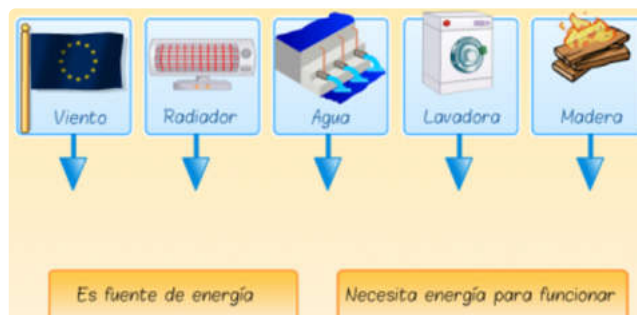 Viento
Radiador
Agua
Lavadora
Madera
Es fuente de energía
Necesita energía para funcionar